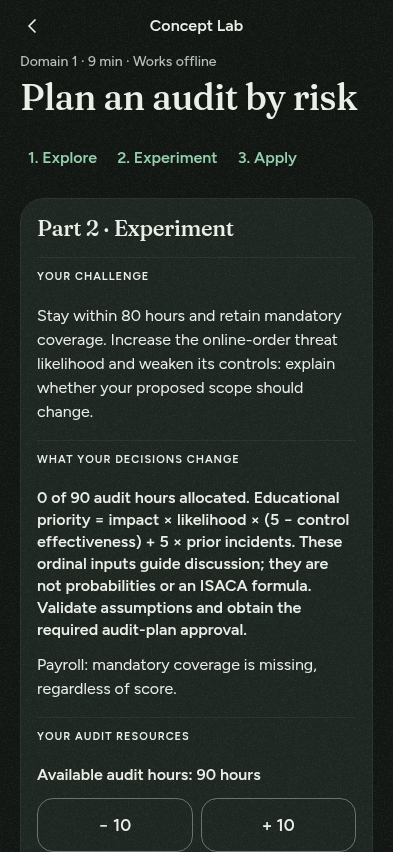 Concept Lab
Domain 1 · 9 min · Works offline
Plan an audit by risk
1. Explore 2. Experiment 3. Apply
Part 2 · Experiment
YOUR CHALLENGE
Stay within 80 hours and retain mandatory
coverage. Increase the online-order threat
likelihood and weaken its controls: explain
whether your proposed scope should
change.
WHAT YOUR DECISIONS CHANGE
0 of 90 audit hours allocated. Educational
priority = impact × likelihood × (5 − control
effectiveness) + 5 × prior incidents. These
ordinal inputs guide discussion; they are
not probabilities or an ISACA formula.
Validate assumptions and obtain the
required audit-plan approval.
Payroll: mandatory coverage is missing,
regardless of score.
YOUR AUDIT RESOURCES
Available audit hours: 90 hours
− 10 + 10